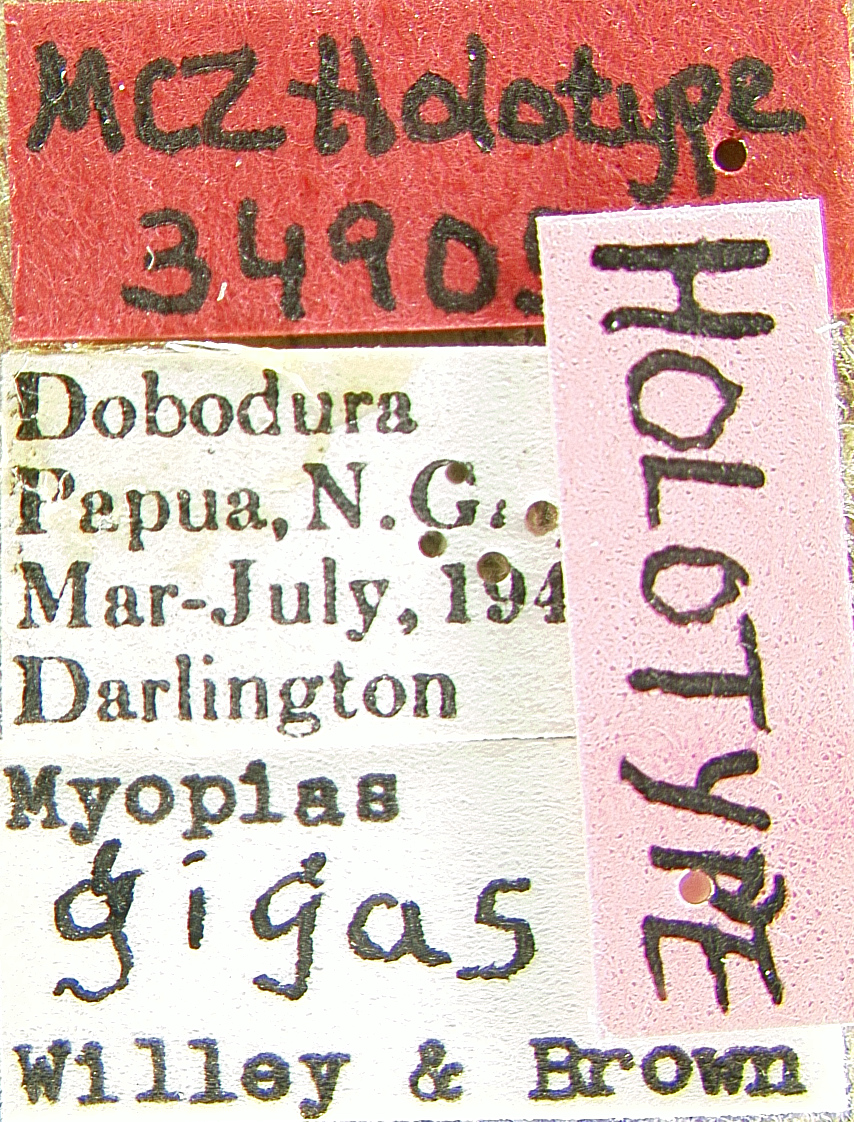 MCZ Holotype
3490
Dobodura
Papua, N.G.
Mar-July, 194
Darlington
Myopias
gigas
Willey & Brown
HOLOTYPE